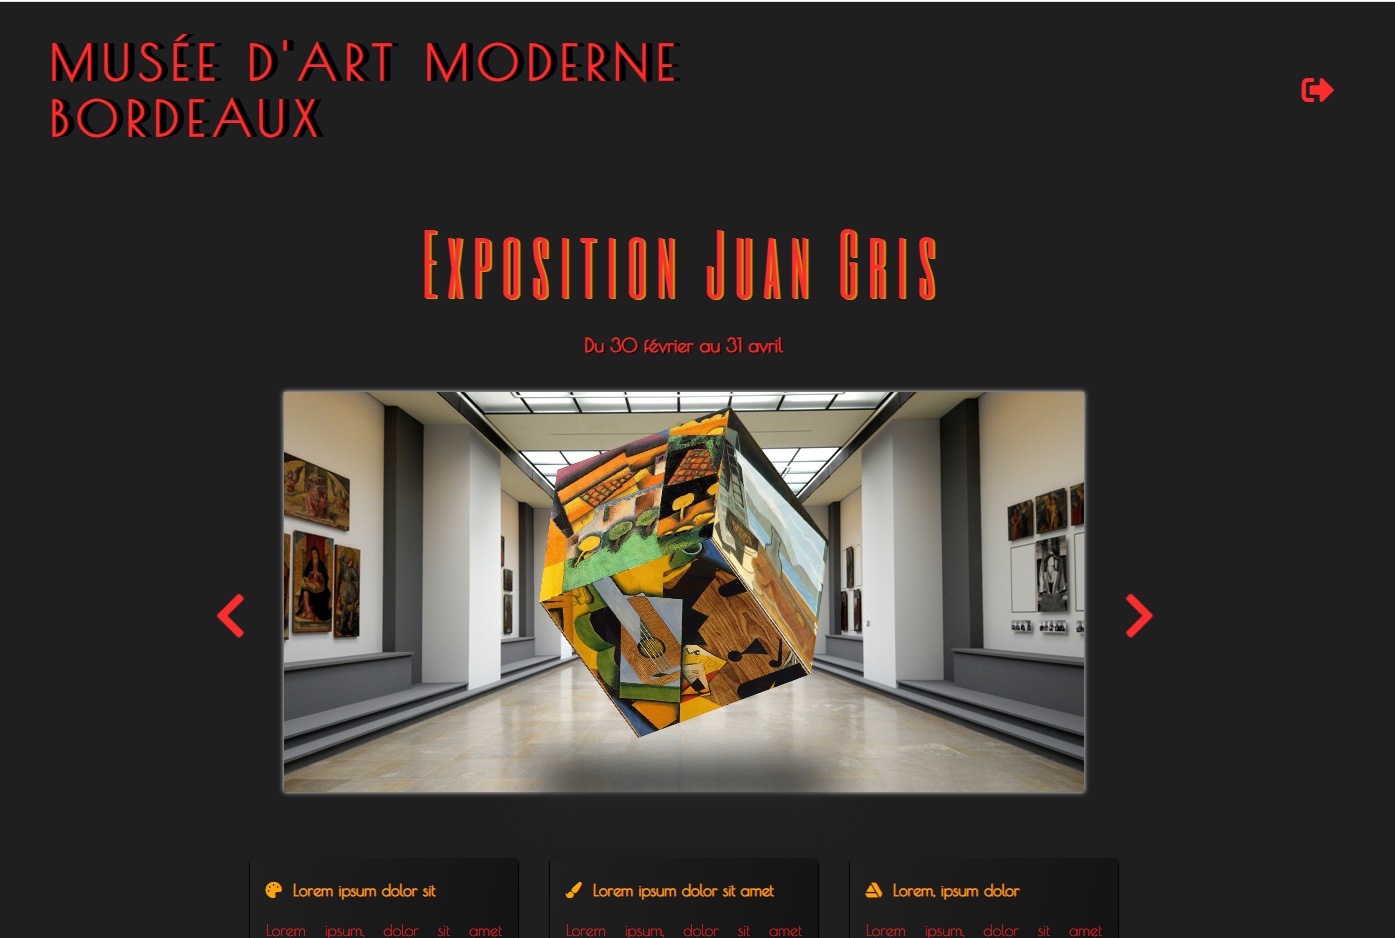 MUSÉE D'ART MODERNE
BORDEAUX
Exposition Juan Gris
Du 30 février au 31 avril
Lorem ipsum dolor sit
Lorem ipsum, dolor sit amet
Lorem ipsum dolor sit amet
Lorem ipsum, dolor sit amet
Lorem, ipsum dolor
Lorem ipsum, dolor sit amet